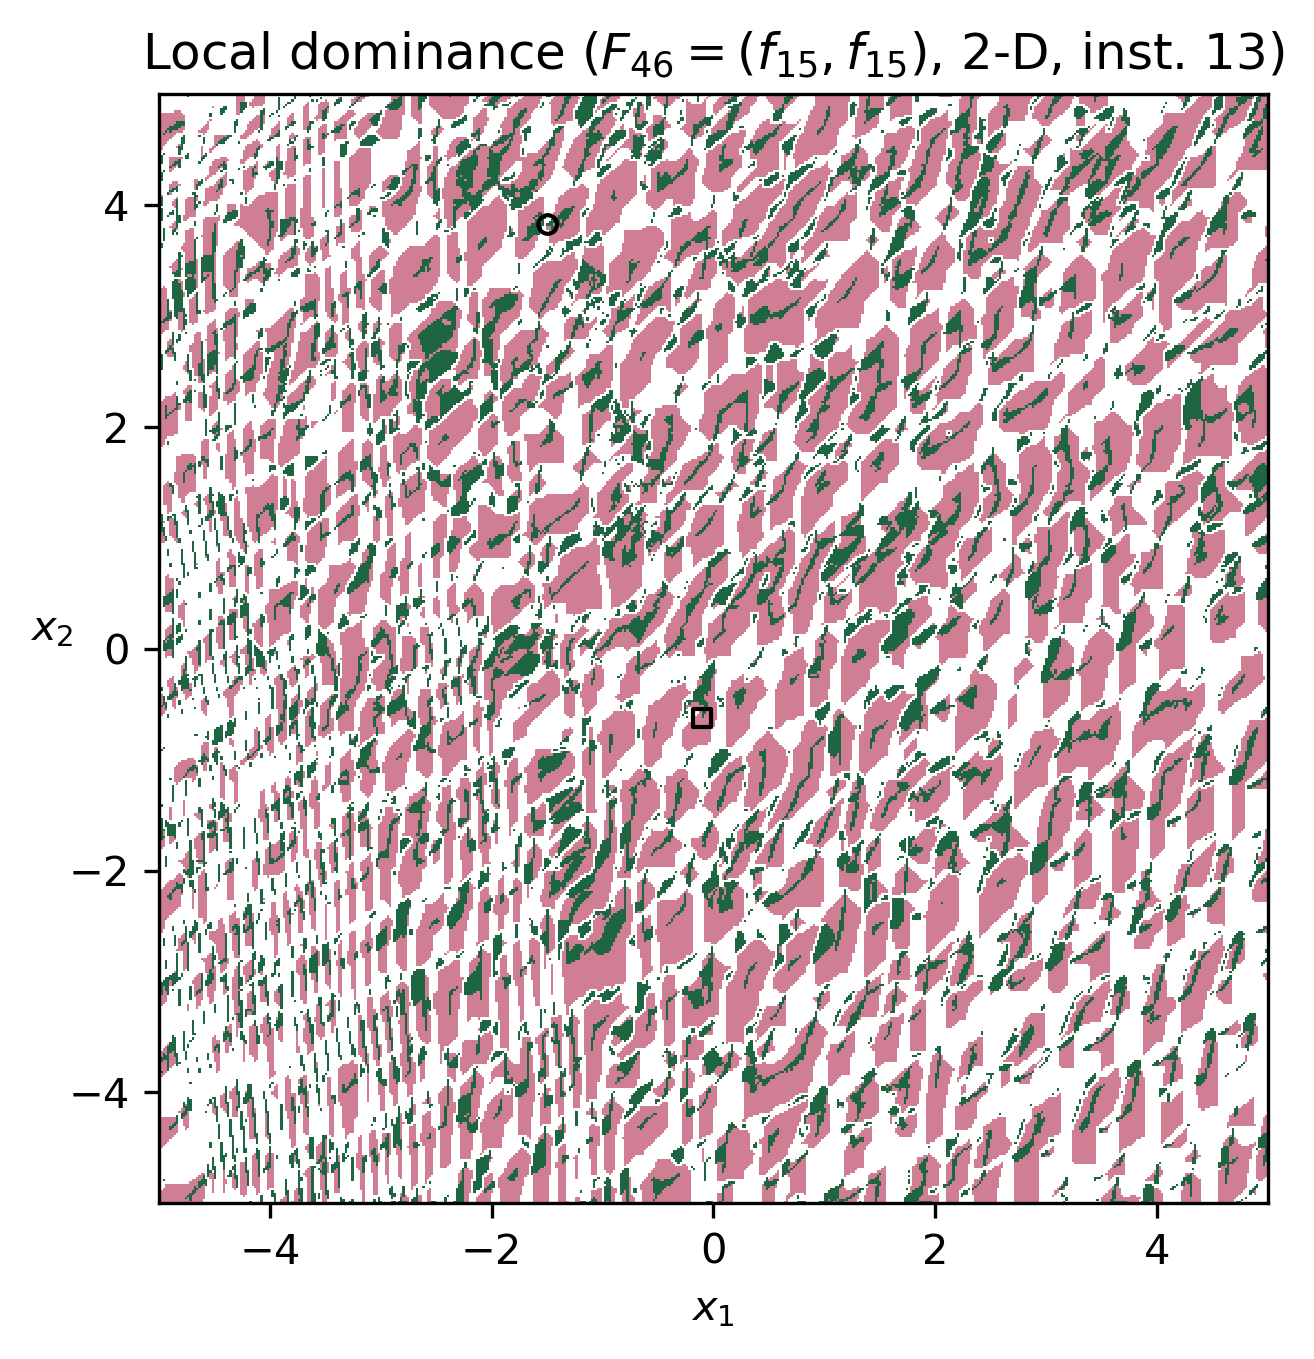 Local dominance (F₄₆ = (f₁₅, f₁₅), 2-D, inst. 13)
4
2
x₂ 0
−2
−4
−4 −2 0 2 4
x₁